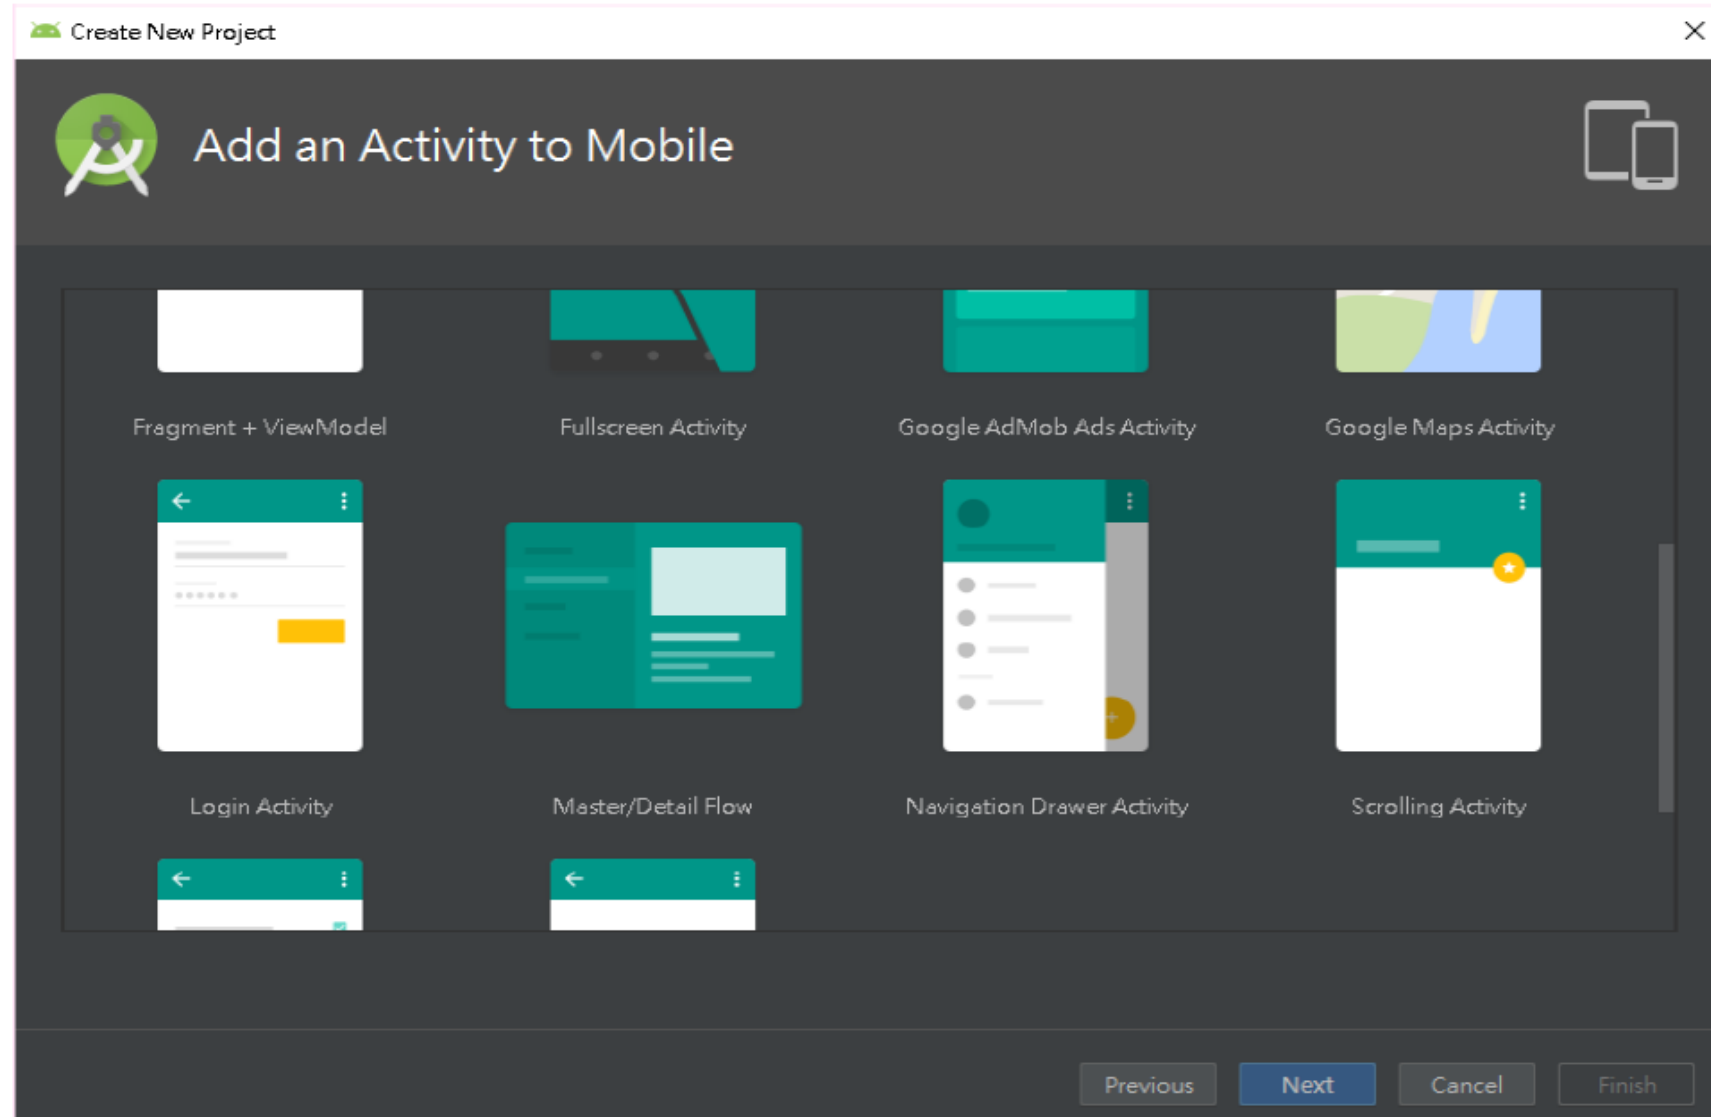 Create New Project
Add an Activity to Mobile
Fragment + ViewModel
Fullscreen Activity
Google AdMob Ads Activity
Google Maps Activity
Login Activity
Master/Detail Flow
Navigation Drawer Activity
Scrolling Activity
Previous
Next
Cancel
Finish